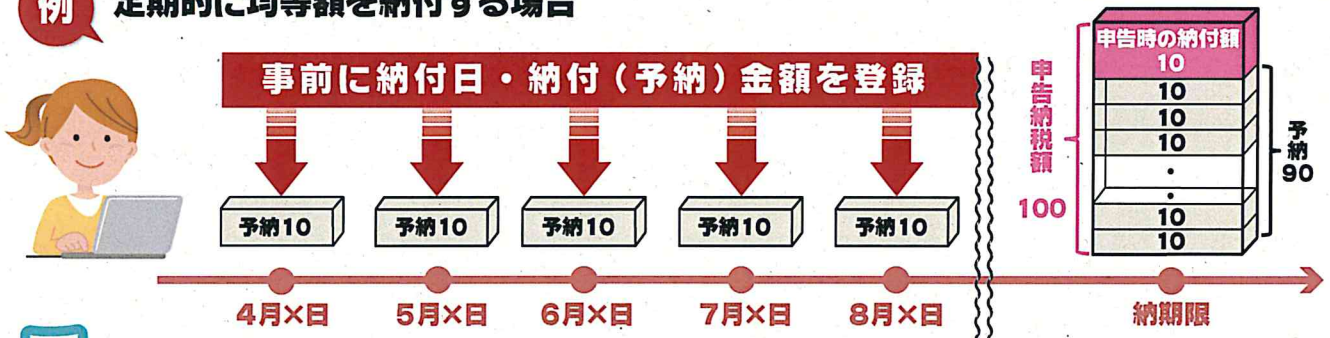 例 定期的に均等額を納付する場合
事前に納付日・納付（予納）金額を登録
予納10
予納10
予納10
予納10
予納10
4月×日
5月×日
6月×日
7月×日
8月×日
申告納税額
100
申告時の納付額
10
10
10
10
・
・
10
10
予納
90
納期限